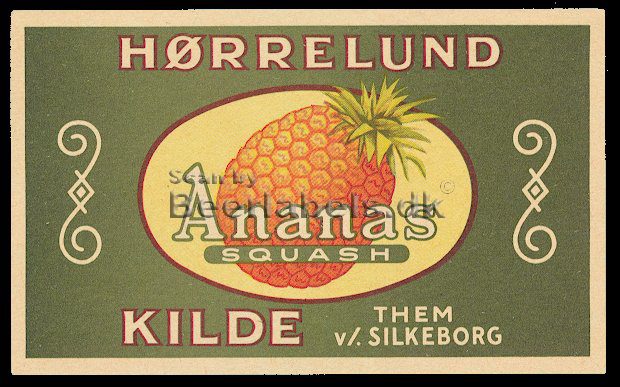 HØRRELUND
Scan by
Beerlabels.dk
©
Ananas
SQUASH
KILDE
THEM
v/. SILKEBORG